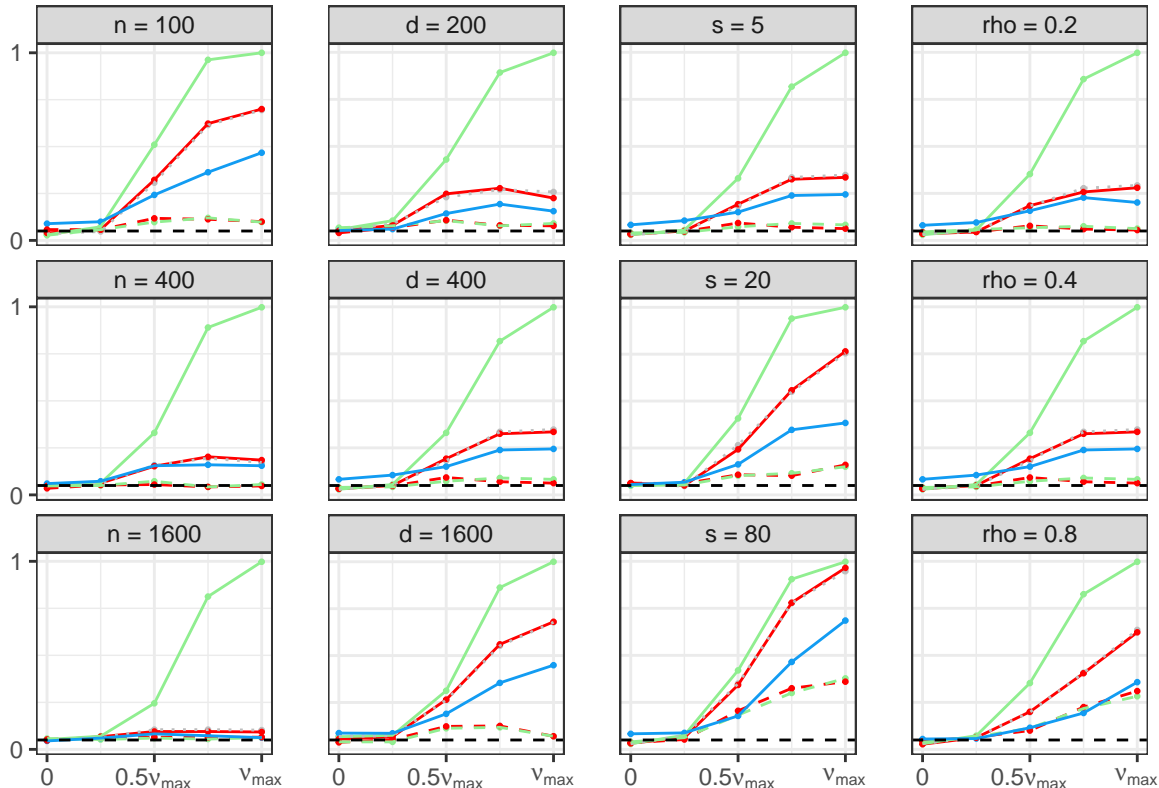 n = 100 d = 200 s = 5 rho = 0.2
1
0
n = 400 d = 400 s = 20 rho = 0.4
1
0
n = 1600 d = 1600 s = 80 rho = 0.8
1
0
0 0.5νmax νmax 0 0.5νmax νmax 0 0.5νmax νmax 0 0.5νmax νmax